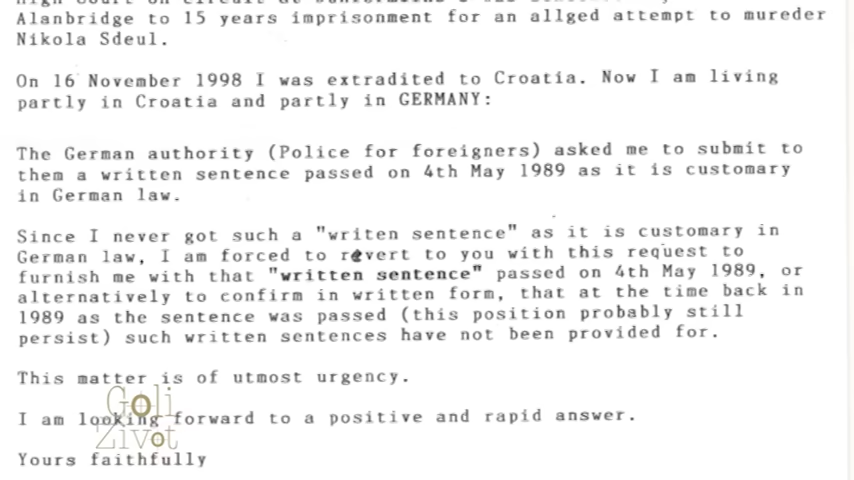 Alanbridge to 15 years imprisonment for an allged attempt to mureder
Nikola Sdeul.
On 16 November 1998 I was extradited to Croatia. Now I am living
partly in Croatia and partly in GERMANY:
The German authority (Police for foreigners) asked me to submit to
them a written sentence passed on 4th May 1989 as it is customary
in German law.
Since I never got such a "writen sentence" as it is customary in
German law, I am forced to revert to you with this request to
furnish me with that "written sentence" passed on 4th May 1989, or
alternatively to confirm in written form, that at the time back in
1989 as the sentence was passed (this position probably still
persist) such written sentences have not been provided for.
This matter is of utmost urgency.
I am looking forward to a positive and rapid answer.
Yours faithfully
Goli
Zivot